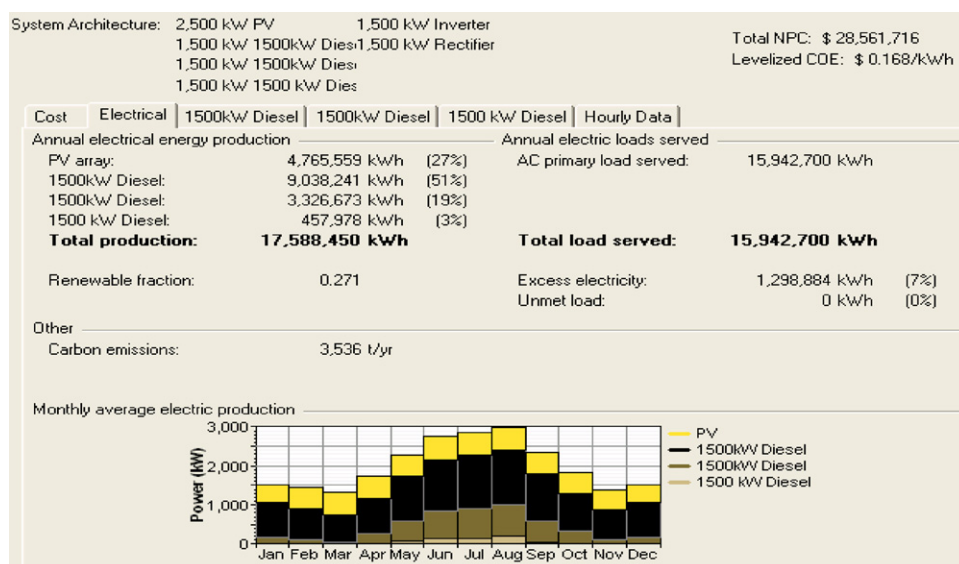 System Architecture: 2,500 kW PV 1,500 kW Inverter
1,500 kW 1500kW Dies 1,500 kW Rectifier
1,500 kW 1500kW Dies
1,500 kW 1500 kW Dies
Total NPC: $ 28,561,716
Levelized COE: $ 0.168/kWh
Cost Electrical 1500kW Diesel 1500kW Diesel 1500 kW Diesel Hourly Data
Annual electrical energy production Annual electric loads served
PV array: 4,765,559 kWh (27%) AC primary load served: 15,942,700 kWh
1500kW Diesel: 9,038,241 kWh (51%)
1500kW Diesel: 3,326,673 kWh (19%)
1500 kW Diesel: 457,978 kWh (3%)
Total production: 17,588,450 kWh Total load served: 15,942,700 kWh
Renewable fraction: 0.271 Excess electricity: 1,298,884 kWh (7%)
Unmet load: 0 kWh (0%)
Other
Carbon emissions: 3,536 t/yr
Monthly average electric production
Power (kW)
3,000
2,000
1,000
0
Jan Feb Mar Apr May Jun Jul Aug Sep Oct Nov Dec
PV
1500kW Diesel
1500kW Diesel
1500 kW Diesel